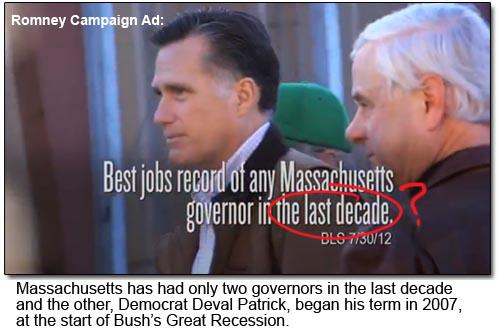 Romney Campaign Ad:
Best jobs record of any Massachusetts
governor in the last decade.
?
BLS 7/30/12
Massachusetts has had only two governors in the last decade
and the other, Democrat Deval Patrick, began his term in 2007,
at the start of Bush's Great Recession.